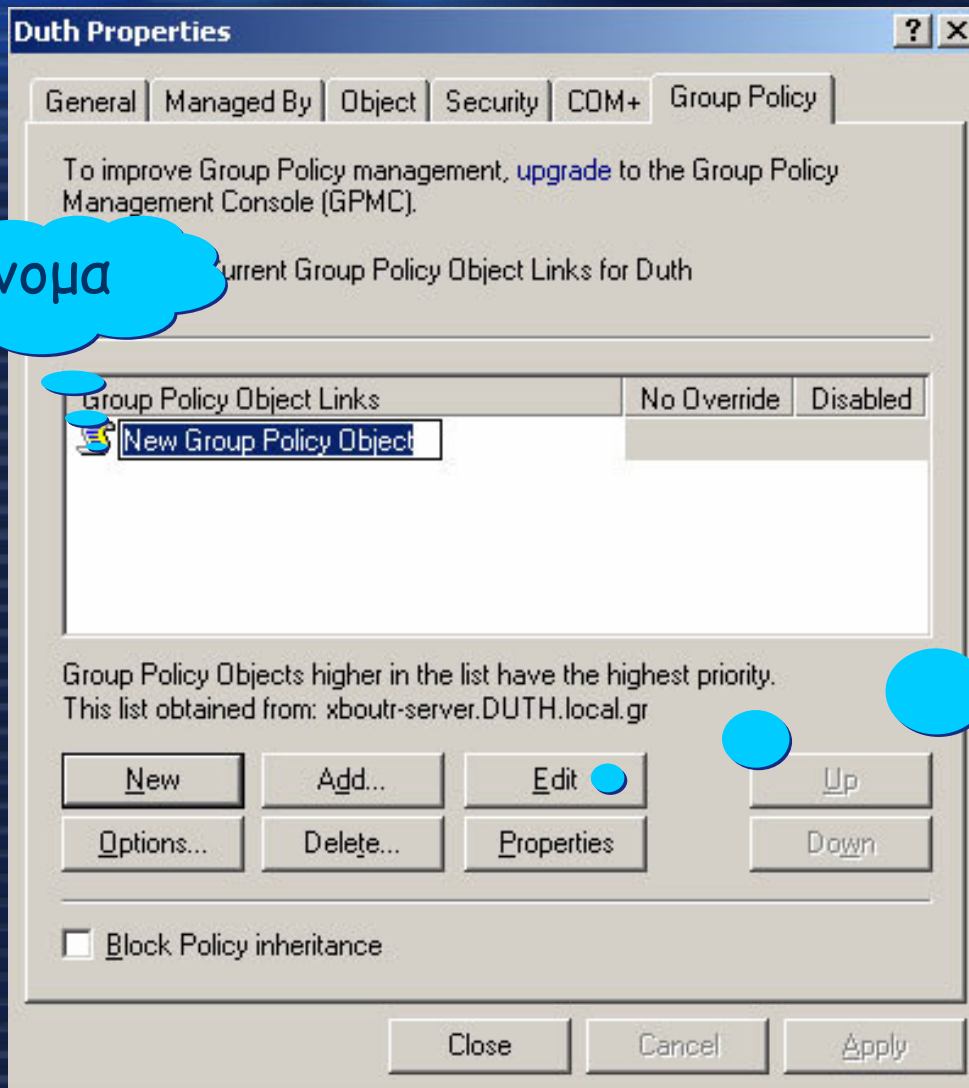 Duth Properties
General
Managed By
Object
Security
COM+
Group Policy
To improve Group Policy management, upgrade to the Group Policy
Management Console (GPMC).
Group Policy Object Links for Duth
Group Policy Object Links
No Override
Disabled
New Group Policy Object
Group Policy Objects higher in the list have the highest priority.
This list obtained from: xboutr-server.DUTH.local.gr
New
Add...
Edit
Up
Options...
Delete...
Properties
Down
Block Policy inheritance
Close
Cancel
Apply